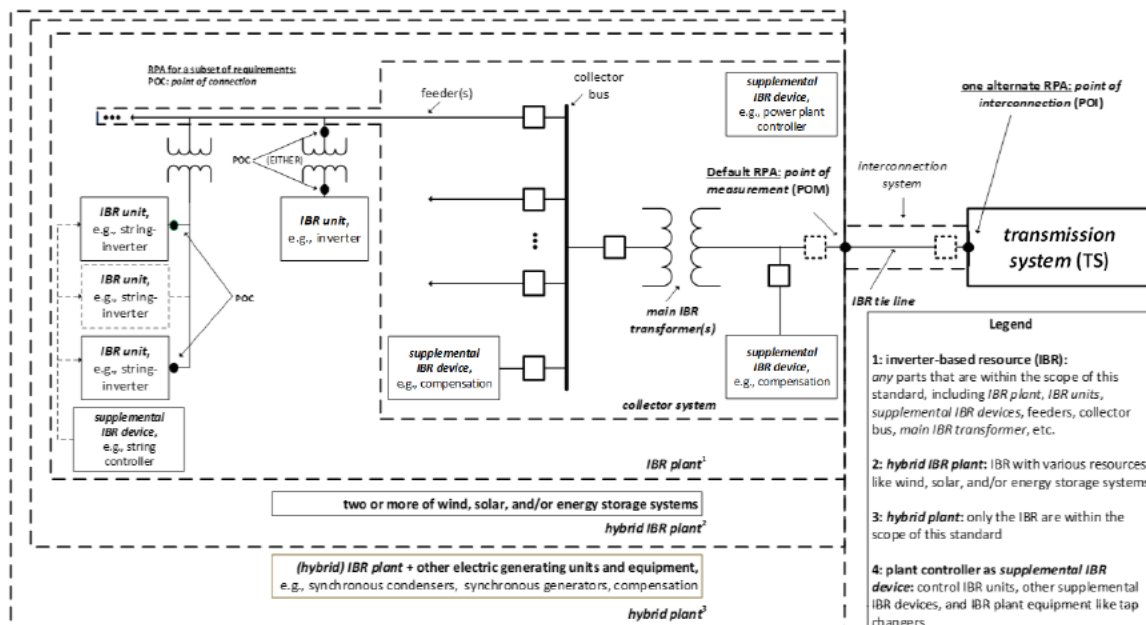 RPA for a subset of requirements:
POC: point of connection
feeder(s)
collector
bus
supplemental
IBR device,
e.g., power plant
controller
one alternate RPA: point of
interconnection (POI)
POC
(EITHER)
Default RPA: point of
measurement (POM)
interconnection
system
IBR unit,
e.g., string-
inverter
IBR unit,
e.g., inverter
transmission
system (TS)
IBR unit,
e.g., string-
inverter
POC
IBR tie line
main IBR
transformer(s)
IBR unit,
e.g., string-
inverter
supplemental
IBR device,
e.g., compensation
supplemental
IBR device,
e.g., compensation
collector system
supplemental
IBR device,
e.g., string
controller
IBR plant¹
two or more of wind, solar, and/or energy storage systems
hybrid IBR plant²
(hybrid) IBR plant + other electric generating units and equipment,
e.g., synchronous condensers, synchronous generators, compensation
hybrid plant³
Legend
1: inverter-based resource (IBR):
any parts that are within the scope of this
standard, including IBR plant, IBR units,
supplemental IBR devices, feeders, collector
bus, main IBR transformer, etc.
2: hybrid IBR plant: IBR with various resources
like wind, solar, and/or energy storage systems
3: hybrid plant: only the IBR are within the
scope of this standard
4: plant controller as supplemental IBR
device: control IBR units, other supplemental
IBR devices, and IBR plant equipment like tap
changers